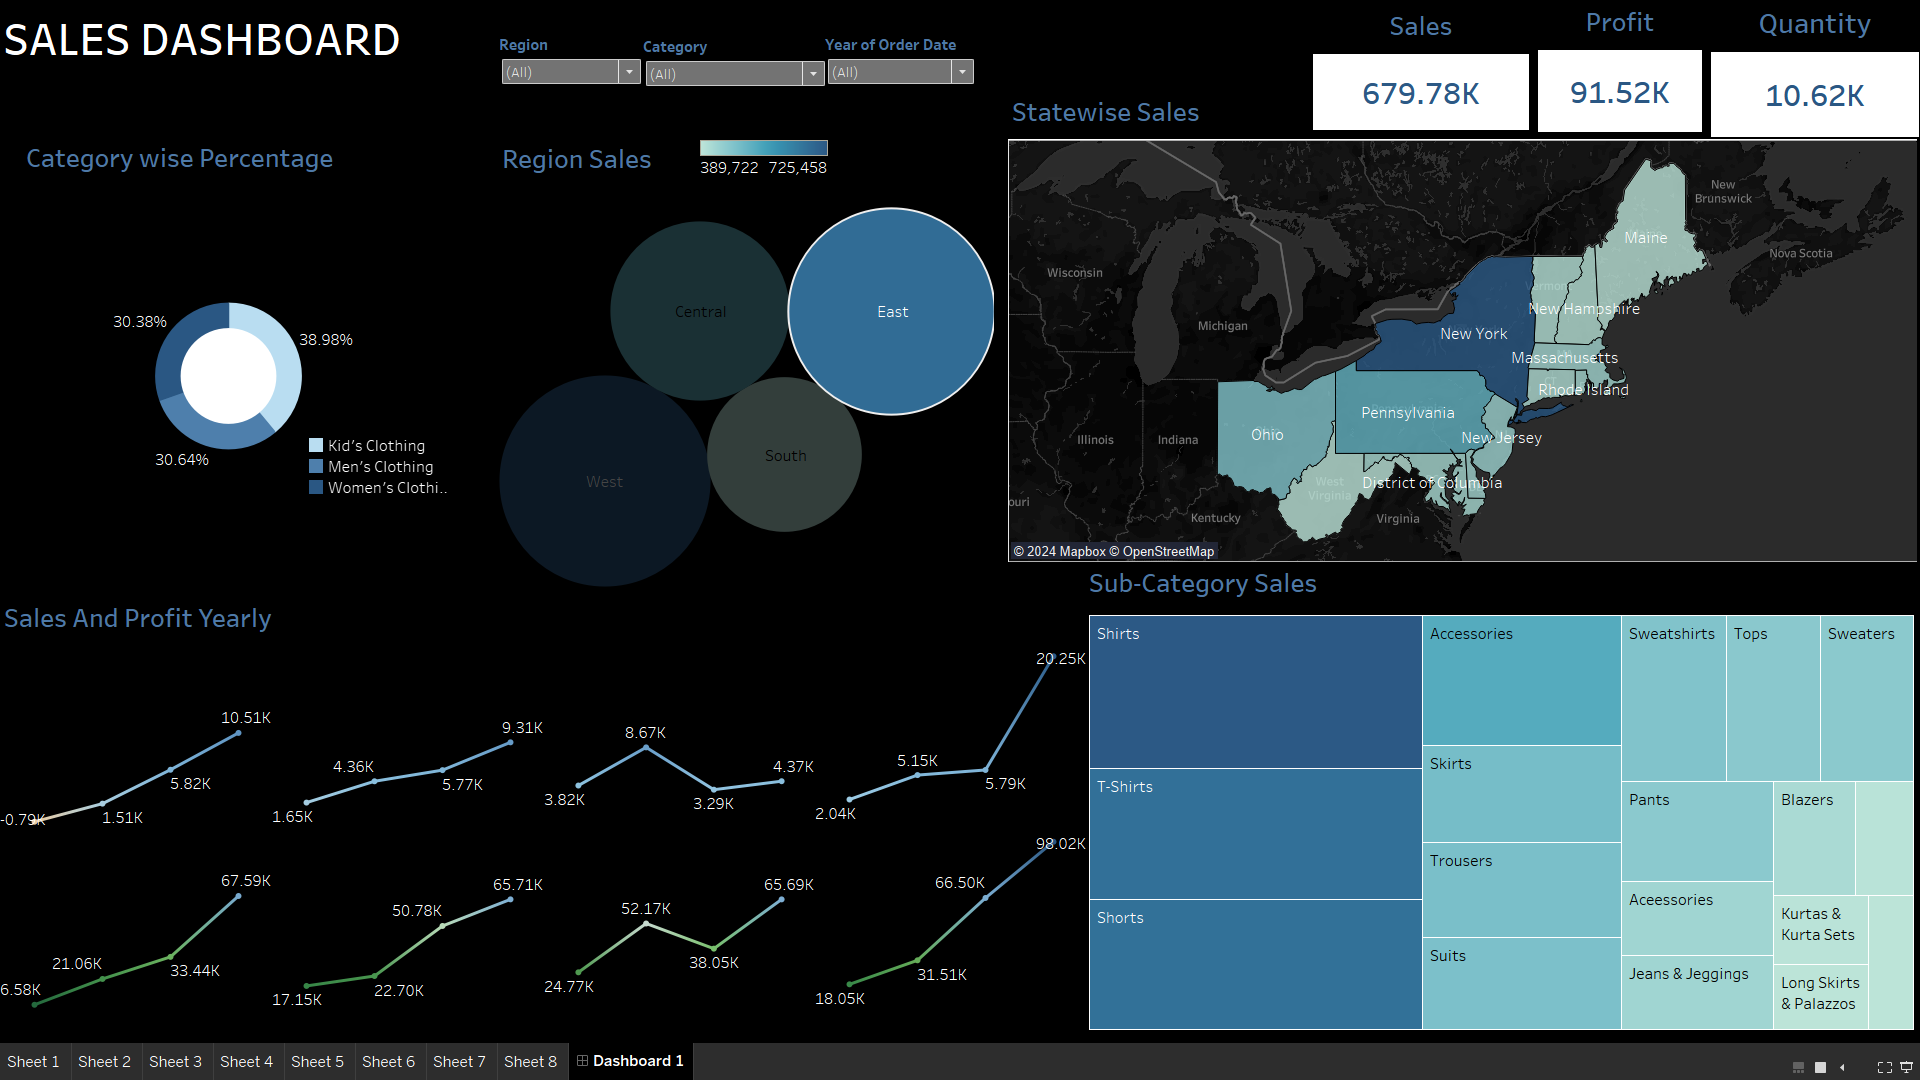 SALES DASHBOARD
Region
Category
Year of Order Date
(All)
(All)
(All)
Sales
Profit
Quantity
679.78K
91.52K
10.62K
Category wise Percentage
30.38%
38.98%
30.64%
Kid's Clothing
Men's Clothing
Women's Clothi..
Region Sales
389,722
725,458
Central
East
West
South
Statewise Sales
New
Brunswick
Maine
Nova Scotia
Wisconsin
Vermont
New Hampshire
Michigan
New York
Massachusetts
Rhode Island
Pennsylvania
Ohio
New Jersey
Illinois
Indiana
West
Virginia
District of Columbia
ouri
Kentucky
Virginia
© 2024 Mapbox © OpenStreetMap
Sales And Profit Yearly
-0.79K
1.51K
5.82K
10.51K
1.65K
4.36K
5.77K
9.31K
3.82K
8.67K
3.29K
4.37K
2.04K
5.15K
5.79K
20.25K
6.58K
21.06K
33.44K
67.59K
17.15K
22.70K
50.78K
65.71K
24.77K
52.17K
38.05K
65.69K
18.05K
31.51K
66.50K
98.02K
Sub-Category Sales
Shirts
T-Shirts
Shorts
Accessories
Skirts
Trousers
Suits
Sweatshirts
Tops
Sweaters
Pants
Aceessories
Jeans & Jeggings
Blazers
Kurtas &
Kurta Sets
Long Skirts
& Palazzos
Sheet 1
Sheet 2
Sheet 3
Sheet 4
Sheet 5
Sheet 6
Sheet 7
Sheet 8
Dashboard 1